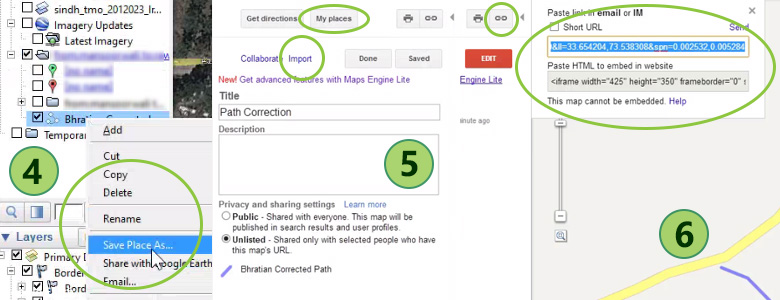 sindh_tmo_2012023_lr...
Imagery Updates
Latest Imagery
(no name)
(no name)
Bhratian Corrected
Temporar
Add
Cut
Copy
Delete
Rename
Save Place As...
Share with Google Earth
Email...
4
Layers
Primary D
Border
Bord
Get directions
My places
Collaborate
Import
Done
Saved
EDIT
New! Get advanced features with Maps Engine Lite
Engine Lite
Title
Path Correction
inute ago
Description
5
Privacy and sharing settings Learn more
Public - Shared with everyone. This map will be
published in search results and user profiles.
Unlisted - Shared only with selected people who have
this map's URL.
Bhratian Corrected Path
Paste link in email or IM
Short URL
Send
&ll=33.654204,73.538308&spn=0.002532,0.005284
Paste HTML to embed in website
<iframe width="425" height="350" frameborder="0" s
This map cannot be embedded. Help
6